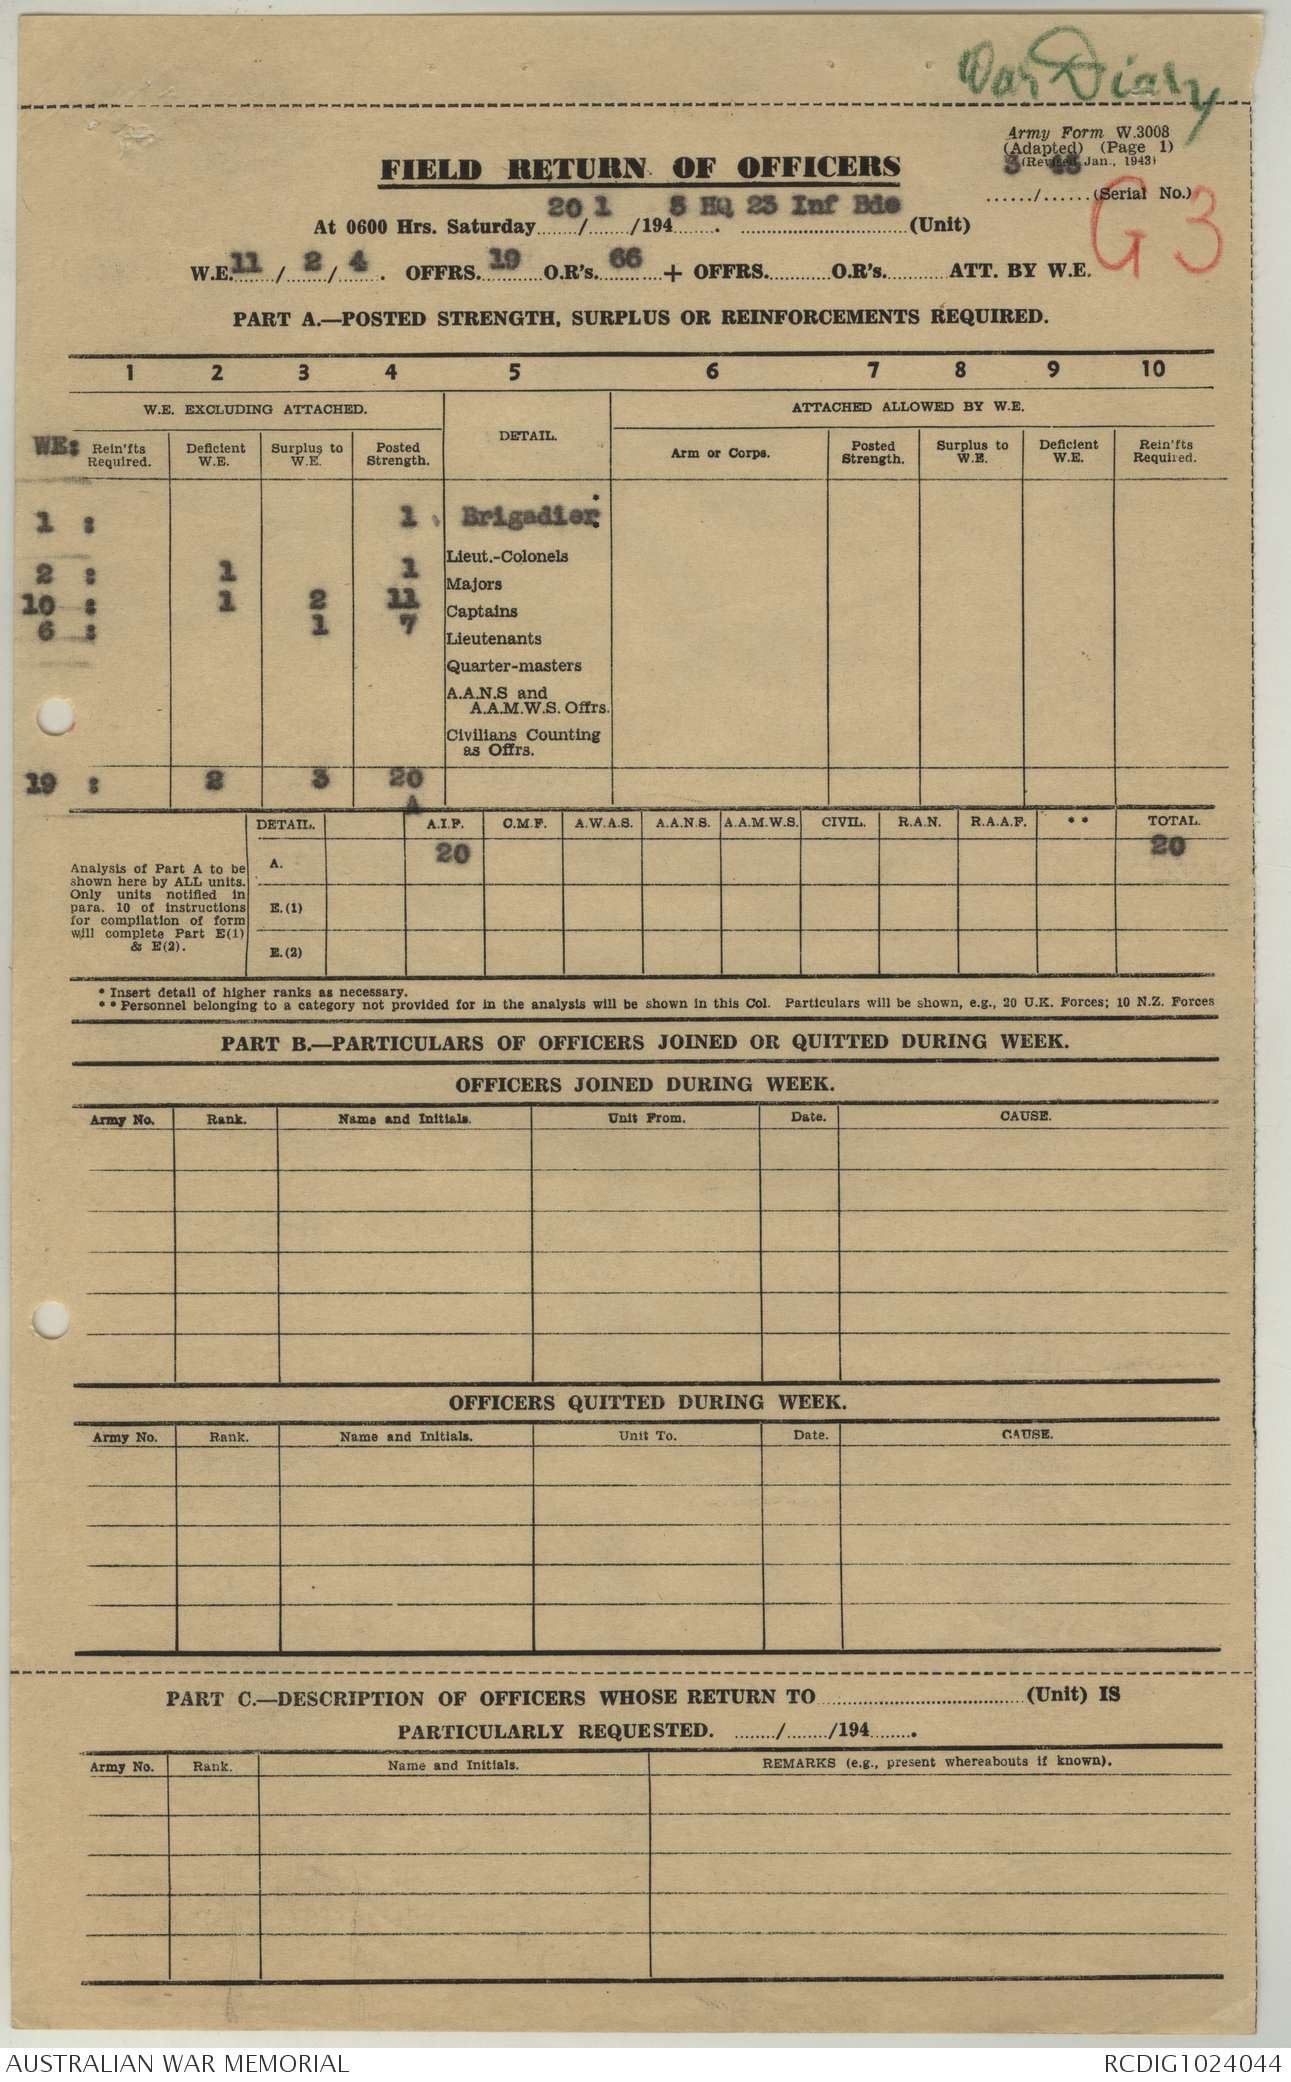 War Diary
Army Form W.3008
(Adapted) (Page 1)
(Revised Jan., 1943)
3 45
....../......(Serial No.)
G3
FIELD RETURN OF OFFICERS
At 0600 Hrs. Saturday 20/1/1945 HQ 23 Inf Bde (Unit)
W.E. 11/2/4. OFFRS. 19 O.R's. 66 + OFFRS...........O.R's..........ATT. BY W.E.
PART A.—POSTED STRENGTH, SURPLUS OR REINFORCEMENTS REQUIRED.
1 2 3 4 5 6 7 8 9 10
W.E. EXCLUDING ATTACHED. DETAIL. ATTACHED ALLOWED BY W.E.
WE: Rein'fts Required. Deficient W.E. Surplus to W.E. Posted Strength. Arm or Corps. Posted Strength. Surplus to W.E. Deficient W.E. Rein'fts Required.
1 : 1 Brigadier *
Lieut.-Colonels
2 : 1 1 Majors
10 : 1 2 11 Captains
6 : 1 7 Lieutenants
Quarter-masters
A.A.N.S and
A.A.M.W.S. Offrs.
Civilians Counting
as Offrs.
19 : 2 3 20
A
DETAIL. A.I.F. C.M.F. A.W.A.S. A.A.N.S. A.A.M.W.S. CIVIL. R.A.N. R.A.A.F. * * TOTAL.
A. 20 20
E.(1)
E.(2)
Analysis of Part A to be
shown here by ALL units.
Only units notified in
para. 10 of instructions
for compilation of form
will complete Part E(1)
& E(2).
* Insert detail of higher ranks as necessary.
* * Personnel belonging to a category not provided for in the analysis will be shown in this Col. Particulars will be shown, e.g., 20 U.K. Forces; 10 N.Z. Forces
PART B.—PARTICULARS OF OFFICERS JOINED OR QUITTED DURING WEEK.
OFFICERS JOINED DURING WEEK.
Army No. Rank. Name and Initials. Unit From. Date. CAUSE.
OFFICERS QUITTED DURING WEEK.
Army No. Rank. Name and Initials. Unit To. Date. CAUSE.
PART C.—DESCRIPTION OF OFFICERS WHOSE RETURN TO....................................(Unit) IS
PARTICULARLY REQUESTED. ......../......./194........
Army No. Rank. Name and Initials. REMARKS (e.g., present whereabouts if known).
AUSTRALIAN WAR MEMORIAL RCDIG1024044